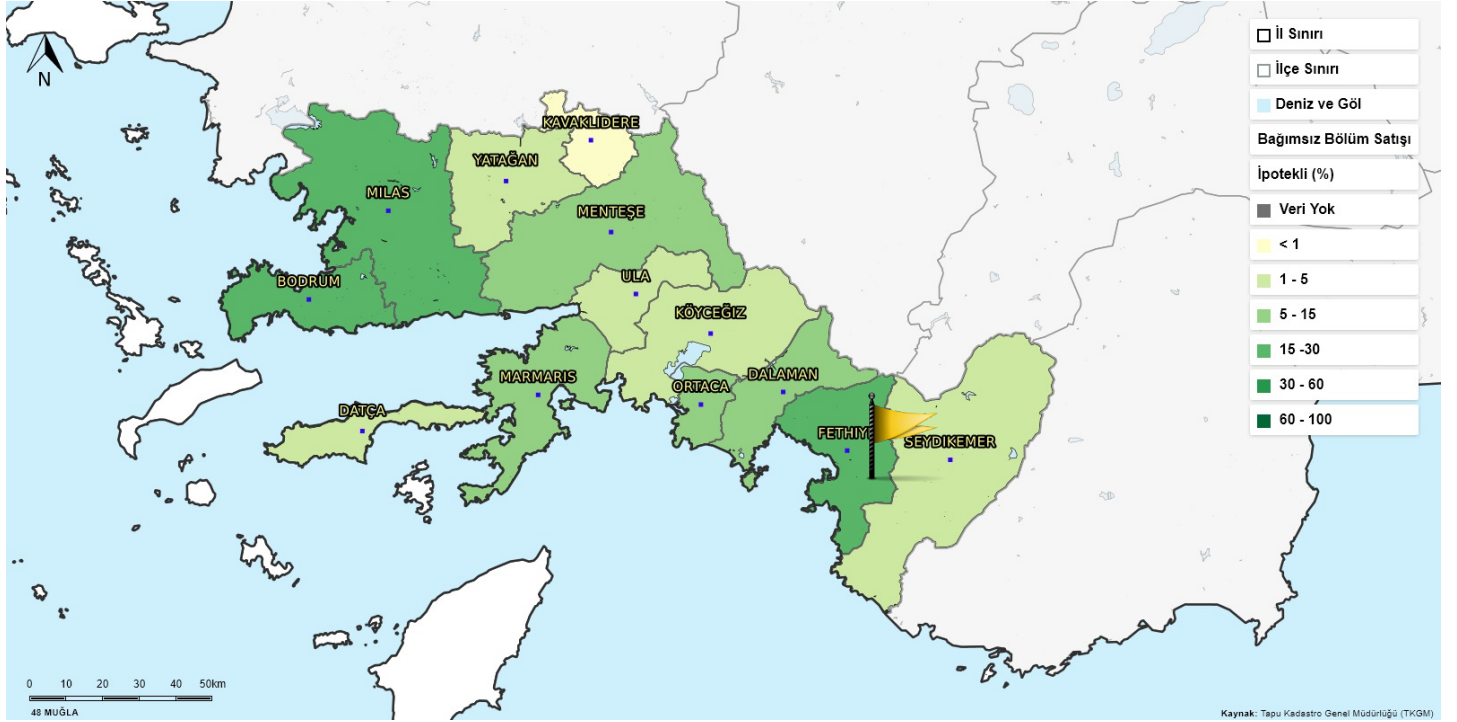 N
KAVAKLIDERE
YATAĞAN
MILAS
MENTEŞE
BODRUM
ULA
KÖYCEĞIZ
MARMARIS
ORTACA
DALAMAN
DATÇA
FETHIY
SEYDIKEMER
İl Sınırı
İlçe Sınırı
Deniz ve Göl
Bağımsız Bölüm Satışı
İpotekli (%)
Veri Yok
< 1
1 - 5
5 - 15
15 -30
30 - 60
60 - 100
0 10 20 30 40 50km
48 MUĞLA
Kaynak: Tapu Kadastro Genel Müdürlüğü (TKGM)